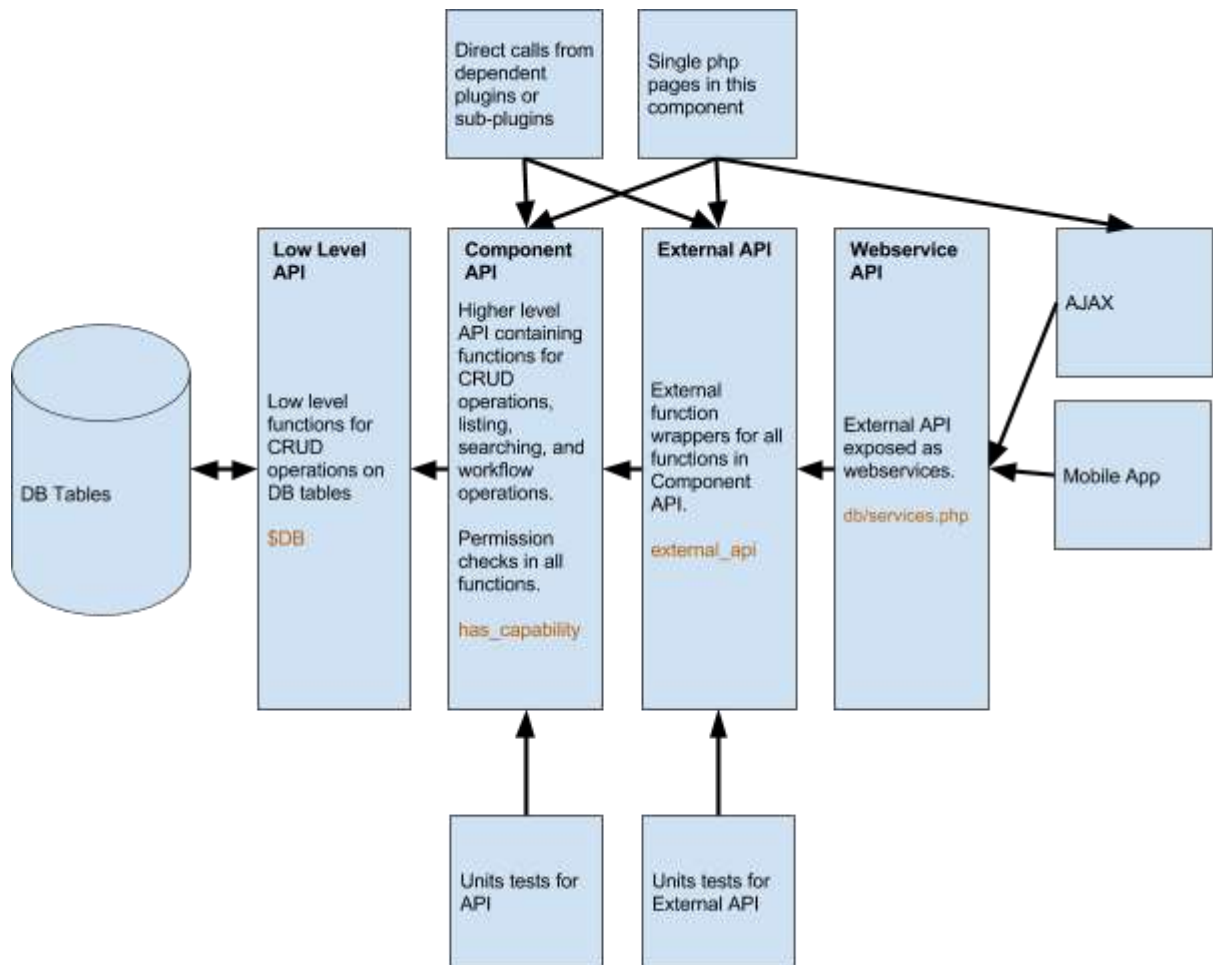 Direct calls from
dependent
plugins or
sub-plugins
Single php
pages in this
component
Low Level
API
Low level
functions for
CRUD
operations on
DB tables
$DB
Component
API
Higher level
API containing
functions for
CRUD
operations,
listing,
searching, and
workflow
operations.
Permission
checks in all
functions.
has_capability
External API
External
function
wrappers for all
functions in
Component
API.
external_api
Webservice
API
External API
exposed as
webservices.
db/services.php
AJAX
Mobile App
DB Tables
Units tests for
API
Units tests for
External API